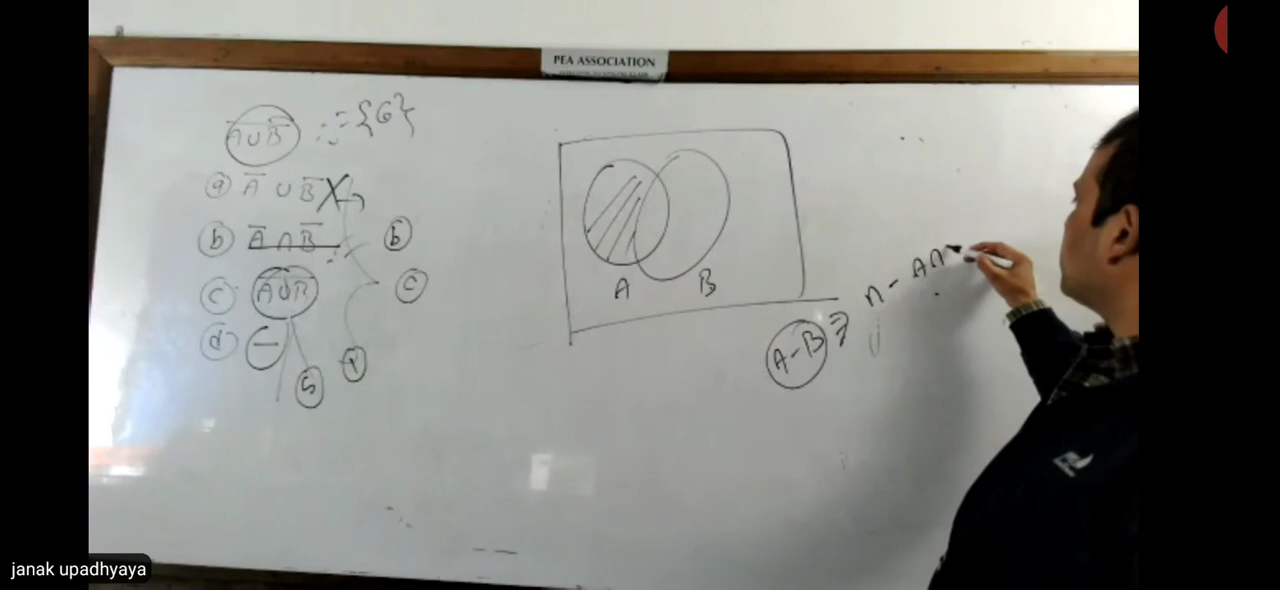 PEA ASSOCIATION
A̅∪̅B̅ ∴ = {6}
ⓐ A̅ ∪ B̅
ⓑ A̅ ∩ B̅ ⓑ
ⓒ A̅∪̅B̅ ⓒ
ⓓ
A B
A-B ⇒ n - A∩
janak upadhyaya